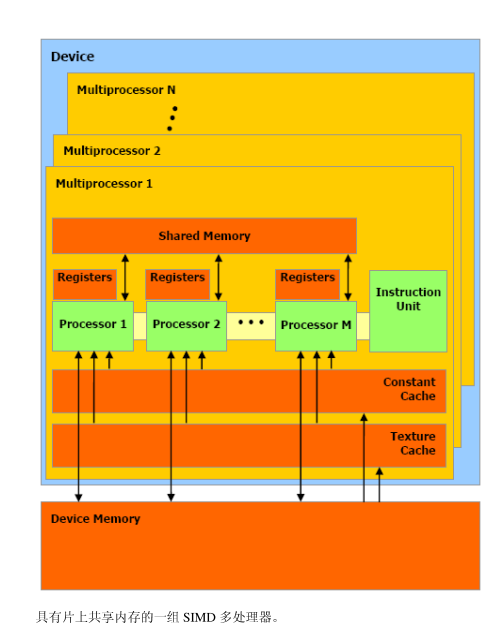 Device
Multiprocessor N
Multiprocessor 2
Multiprocessor 1
Shared Memory
Registers Registers Registers
Instruction
Unit
Processor 1 Processor 2 Processor M
Constant
Cache
Texture
Cache
Device Memory
具有片上共享内存的一组 SIMD 多处理器。